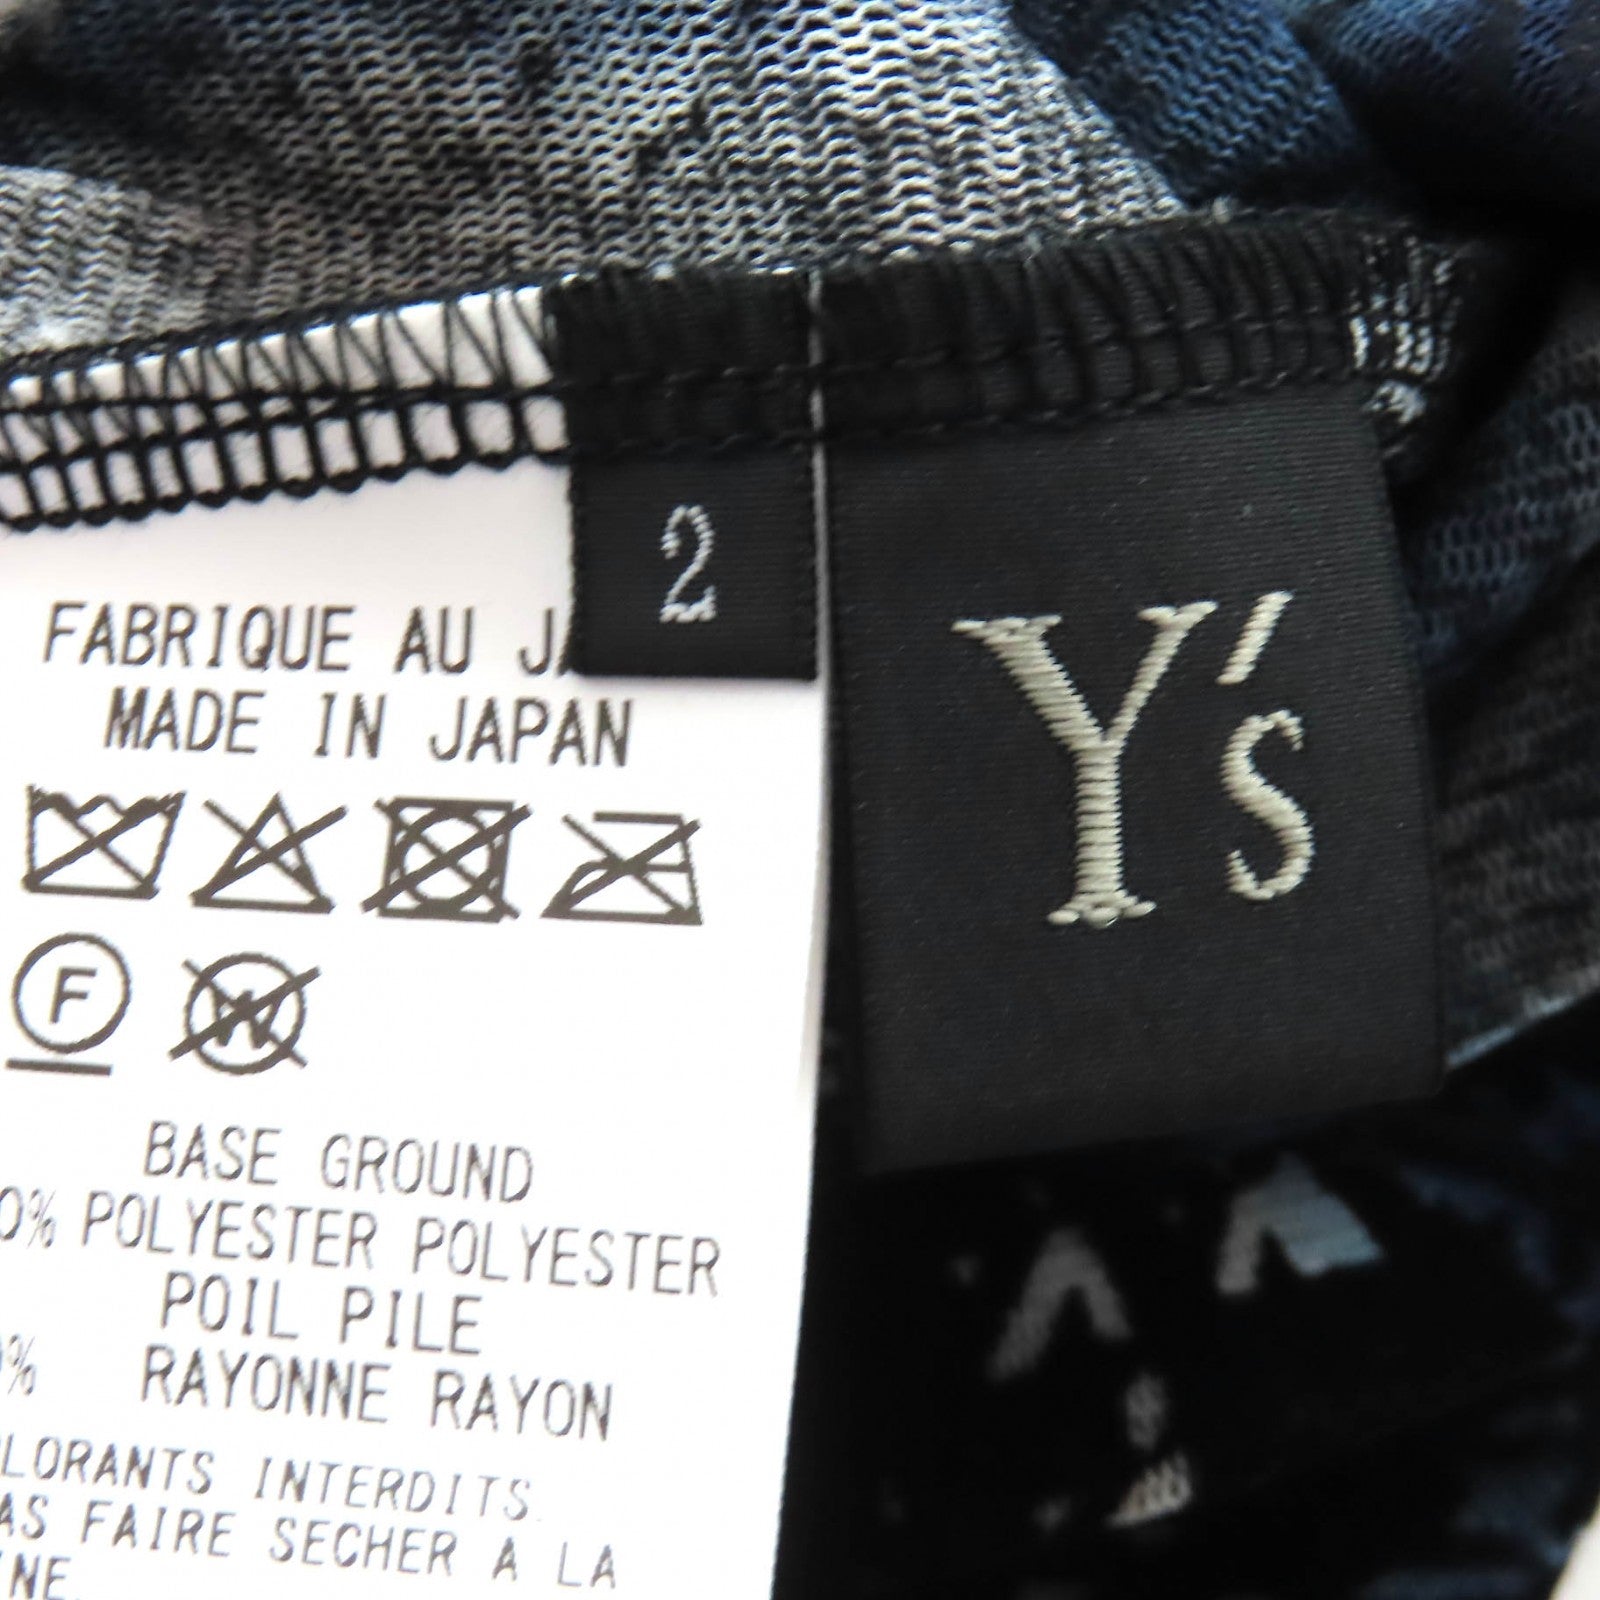 2
Y's
FABRIQUE AU
MADE IN JAPAN
F
W
BASE GROUND
0% POLYESTER POLYESTER
POIL PILE
% RAYONNE RAYON
LORANTS INTERDITS.
AS FAIRE SECHER A LA
INE.